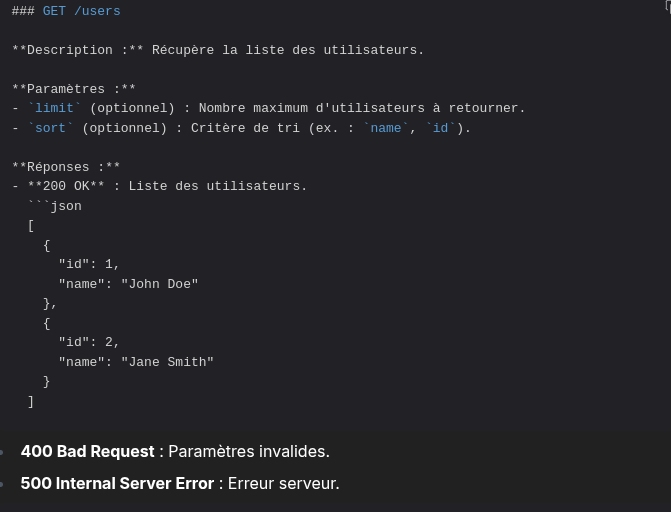 ### GET /users
**Description :** Récupère la liste des utilisateurs.
**Paramètres :**
- `limit` (optionnel) : Nombre maximum d'utilisateurs à retourner.
- `sort` (optionnel) : Critère de tri (ex. : `name`, `id`).
**Réponses :**
- **200 OK** : Liste des utilisateurs.
  ```json
  [
    {
      "id": 1,
      "name": "John Doe"
    },
    {
      "id": 2,
      "name": "Jane Smith"
    }
  ]
400 Bad Request : Paramètres invalides.
500 Internal Server Error : Erreur serveur.